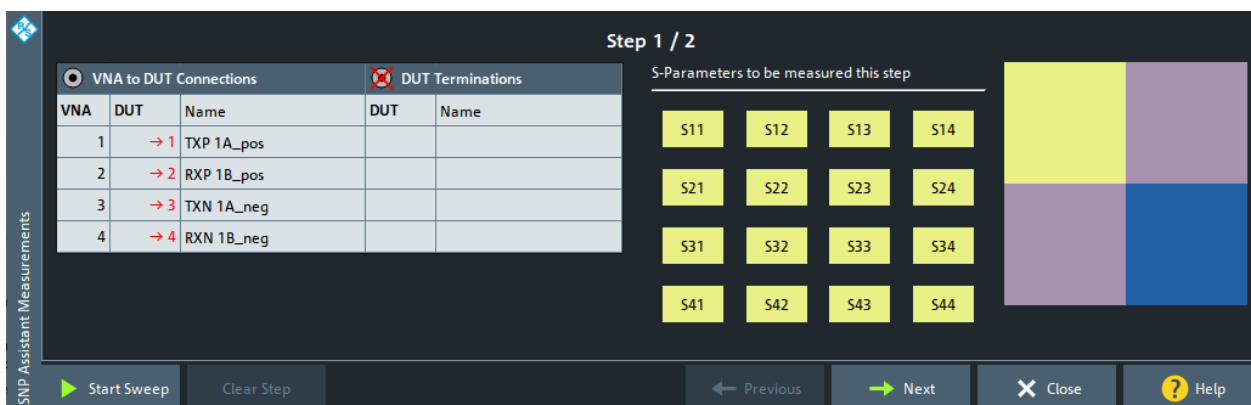 Step 1 / 2
VNA to DUT Connections DUT Terminations
VNA DUT Name DUT Name
1 → 1 TXP 1A_pos
2 → 2 RXP 1B_pos
3 → 3 TXN 1A_neg
4 → 4 RXN 1B_neg
S-Parameters to be measured this step
S11 S12 S13 S14
S21 S22 S23 S24
S31 S32 S33 S34
S41 S42 S43 S44
SNP Assistant Measurements
Start Sweep Clear Step Previous Next Close ? Help